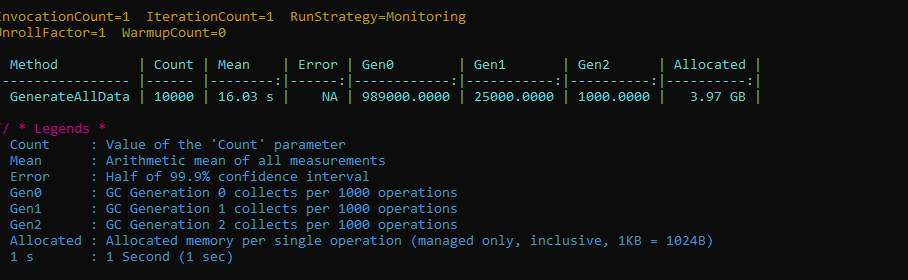 InvocationCount=1  IterationCount=1  RunStrategy=Monitoring
UnrollFactor=1  WarmupCount=0
Method          | Count | Mean    | Error | Gen0        | Gen1       | Gen2      | Allocated |
--------------- |------ |--------:|------:|------------:|-----------:|----------:|----------:|
GenerateAllData | 10000 | 16.03 s |    NA | 989000.0000 | 25000.0000 | 1000.0000 |   3.97 GB |
// * Legends *
Count     : Value of the 'Count' parameter
Mean      : Arithmetic mean of all measurements
Error     : Half of 99.9% confidence interval
Gen0      : GC Generation 0 collects per 1000 operations
Gen1      : GC Generation 1 collects per 1000 operations
Gen2      : GC Generation 2 collects per 1000 operations
Allocated : Allocated memory per single operation (managed only, inclusive, 1KB = 1024B)
1 s       : 1 Second (1 sec)